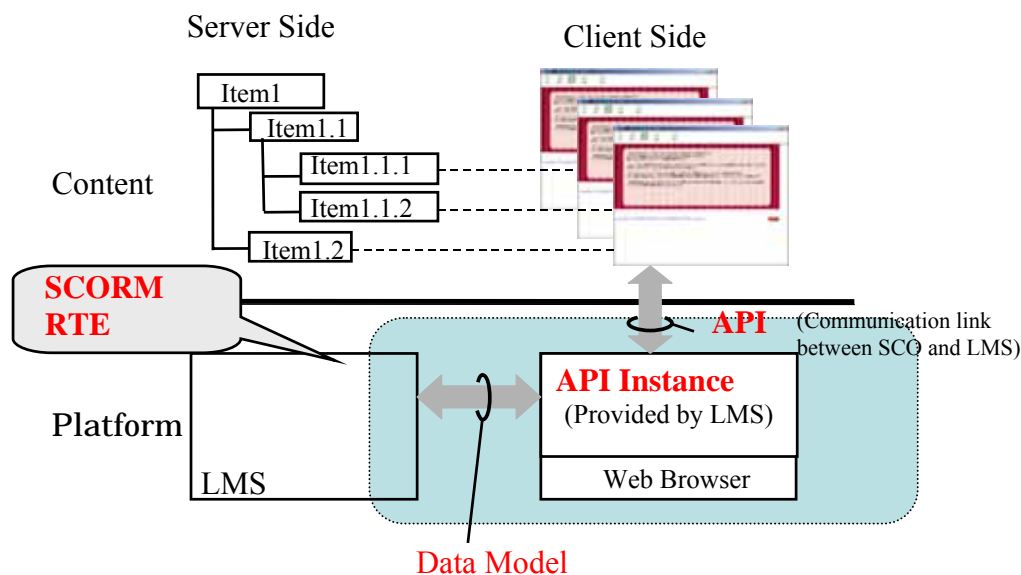 Server Side
Client Side
Item1
Item1.1
Item1.1.1
Item1.1.2
Item1.2
Content
SCORM
RTE
API
(Communication link
between SCO and LMS)
API Instance
(Provided by LMS)
Web Browser
Platform
LMS
Data Model